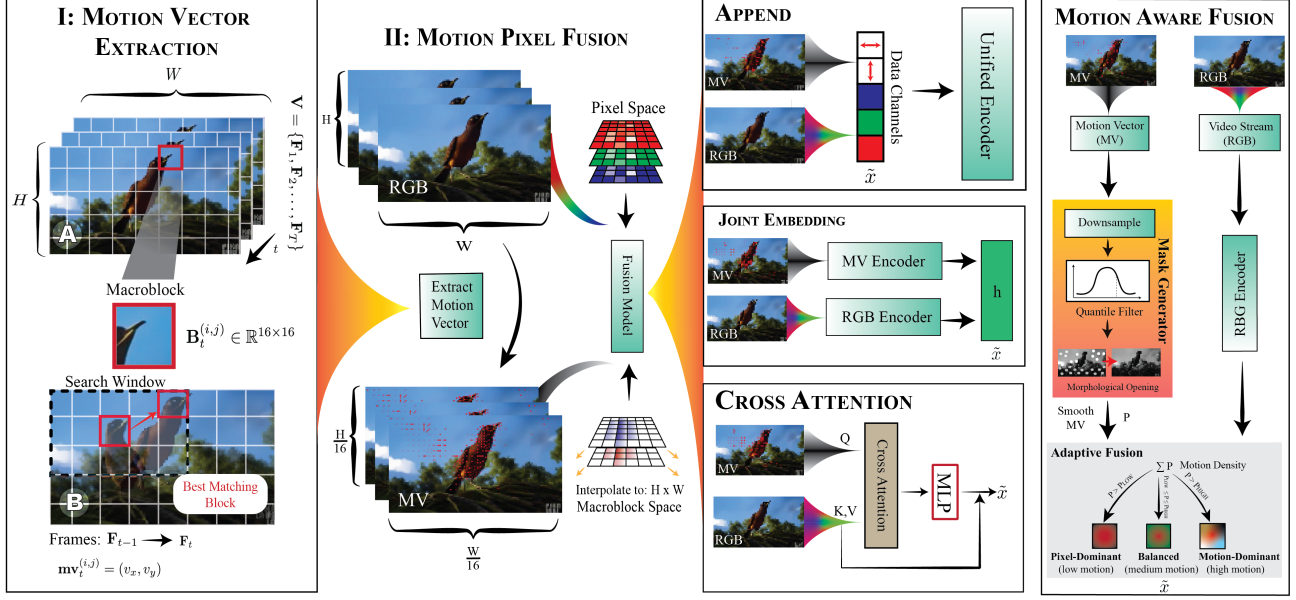 I: MOTION VECTOR
EXTRACTION
W
H
V = {F₁, F₂, . . . , F_T}
t
A
Macroblock
B_t^{(i,j)} ∈ ℝ^{16×16}
Search Window
B
Best Matching
Block
Frames: F_{t−1} → F_t
mv_t^{(i,j)} = (v_x, v_y)
II: MOTION PIXEL FUSION
H
RGB
W
Pixel Space
Extract
Motion
Vector
Fusion Model
H/16
MV
W/16
Interpolate to: H x W
Macroblock Space
APPEND
MV
RGB
Data Channels
x̃
Unified Encoder
JOINT EMBEDDING
MV
RGB
MV Encoder
RGB Encoder
h
x̃
CROSS ATTENTION
MV
RGB
Q
K,V
Cross Attention
MLP
x̃
MOTION AWARE FUSION
MV
RGB
Motion Vector
(MV)
Video Stream
(RGB)
Downsample
Quantile Filter
Morphological Opening
Mask Generator
RBG Encoder
Smooth
MV
P
Adaptive Fusion
∑ P Motion Density
P > P_LOW
P_LOW ≤ P ≤ P_HIGH
P > P_HIGH
Pixel-Dominant
(low motion)
Balanced
(medium motion)
Motion-Dominant
(high motion)
x̃